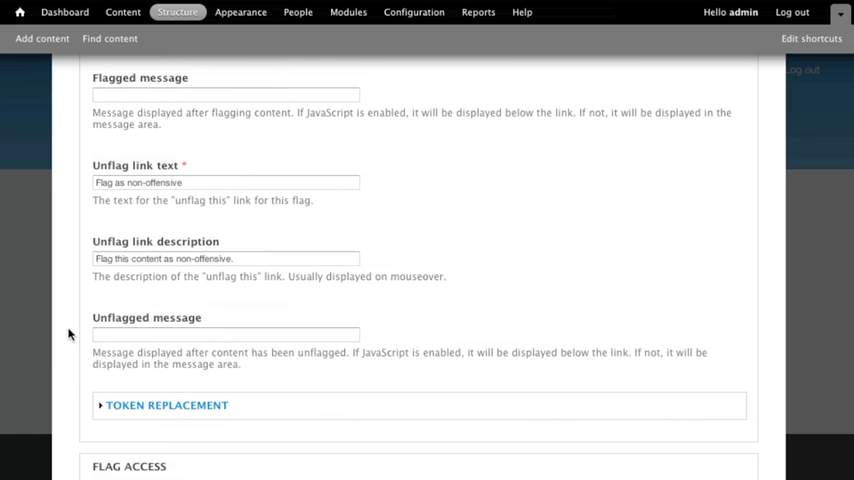 Dashboard Content Structure Appearance People Modules Configuration Reports Help Hello admin Log out
Add content Find content Edit shortcuts
Log out
Flagged message
Message displayed after flagging content. If JavaScript is enabled, it will be displayed below the link. If not, it will be displayed in the
message area.
Unflag link text *
Flag as non-offensive
The text for the "unflag this" link for this flag.
Unflag link description
Flag this content as non-offensive.
The description of the "unflag this" link. Usually displayed on mouseover.
Unflagged message
Message displayed after content has been unflagged. If JavaScript is enabled, it will be displayed below the link. If not, it will be
displayed in the message area.
TOKEN REPLACEMENT
FLAG ACCESS